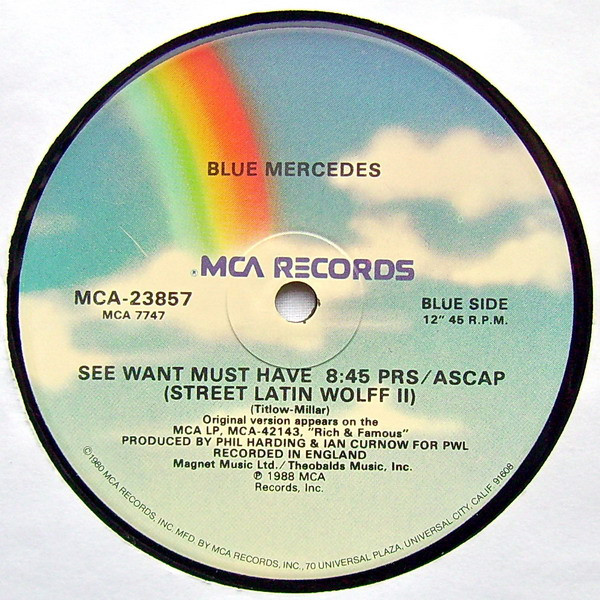 BLUE MERCEDES
MCA RECORDS
MCA-23857
MCA 7747
BLUE SIDE
12" 45 R.P.M.
SEE WANT MUST HAVE 8:45 PRS/ASCAP
(STREET LATIN WOLFF II)
(Titlow-Millar)
Original version appears on the
MCA LP, MCA-42143, "Rich & Famous"
PRODUCED BY PHIL HARDING & IAN CURNOW FOR PWL
RECORDED IN ENGLAND
Magnet Music Ltd./Theobalds Music, Inc.
℗ 1988 MCA
Records, Inc.
©1980 MCA RECORDS, INC. MFD. BY MCA RECORDS, INC., 70 UNIVERSAL PLAZA, UNIVERSAL CITY, CALIF. 91608